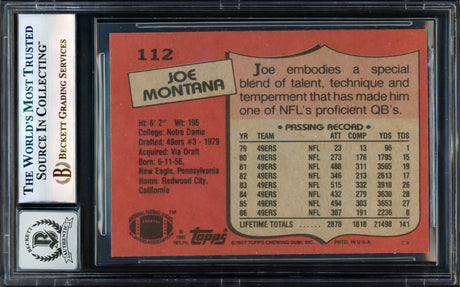 THE WORLD'S MOST TRUSTED
SOURCE IN COLLECTING™
BECKETT GRADING SERVICES
BECKETT
AUTHENTIC
112
JOE
MONTANA
Ht: 6' 2" Wt: 195
College: Notre Dame
Drafted: 49ers #3 - 1979
Acquired: Via Draft
Born: 6-11-56,
New Eagle, Pennsylvania
Home: Redwood City,
California
Joe embodies a special
blend of talent, technique and
temperment that has made him
one of NFL's proficient QB's.
PASSING RECORD
YR TEAM ATT COM YDS TDS
79 49ERS NFL 23 13 96 1
80 49ERS NFL 273 176 1795 15
81 49ERS NFL 488 311 3565 19
82 49ERS NFL 346 213 2613 17
83 49ERS NFL 515 332 3910 26
84 49ERS NFL 432 279 3630 28
85 49ERS NFL 494 303 3653 27
86 49ERS NFL 307 191 2236 8
LIFETIME TOTALS 2878 1818 21498 141
topps
© 1987 TOPPS CHEWING GUM, INC. PRTD. IN U.S.A.